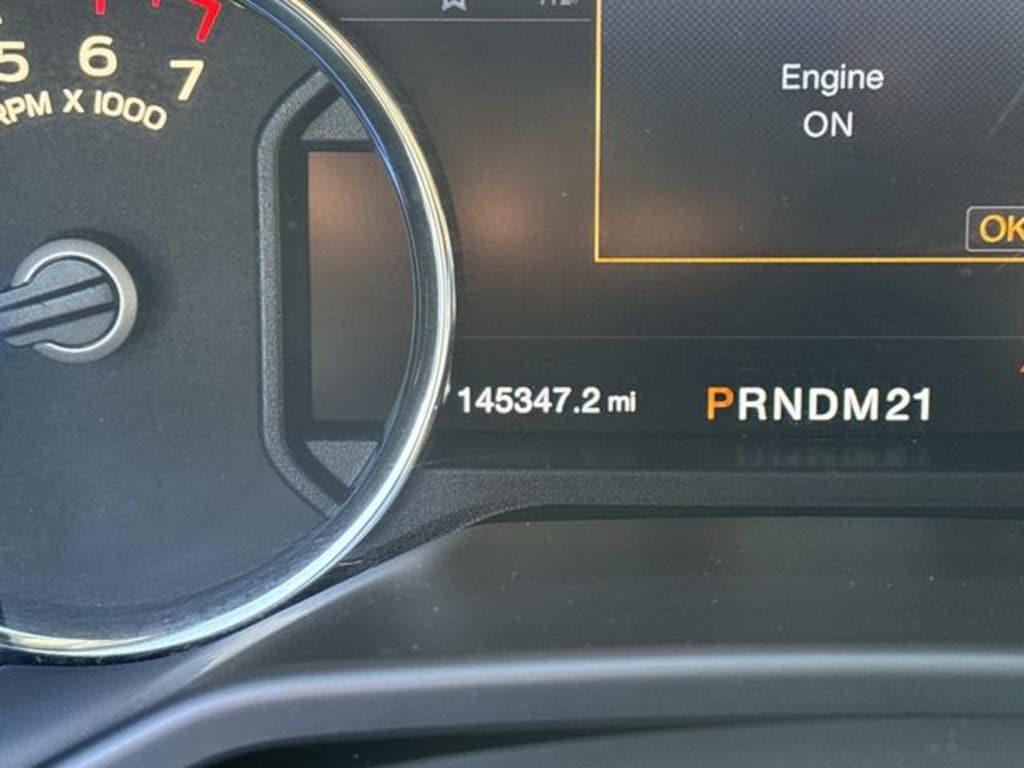 5 6 7
RPM X 1000
Engine
ON
OK
145347.2 mi
PRNDM21